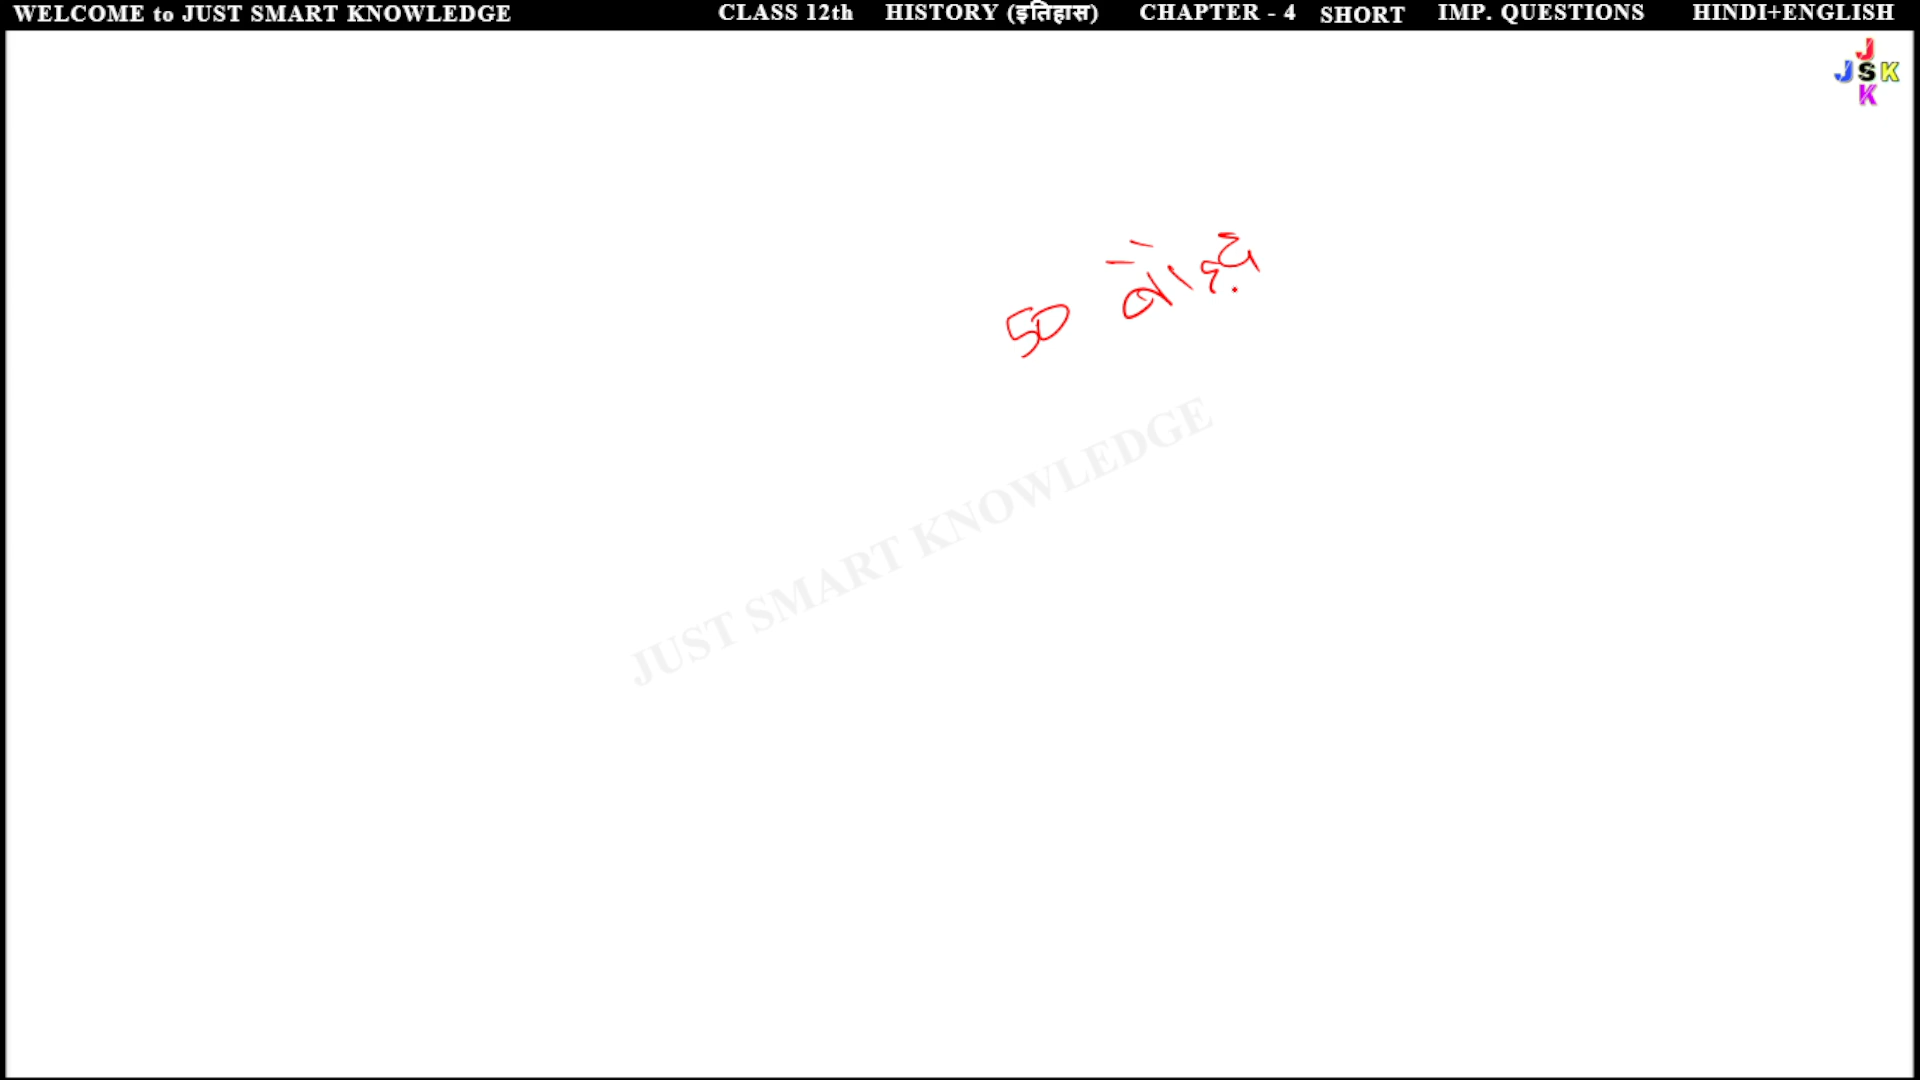 WELCOME to JUST SMART KNOWLEDGE CLASS 12th HISTORY (इतिहास) CHAPTER - 4 SHORT IMP. QUESTIONS HINDI+ENGLISH
J
JSK
K
50
JUST SMART KNOWLEDGE